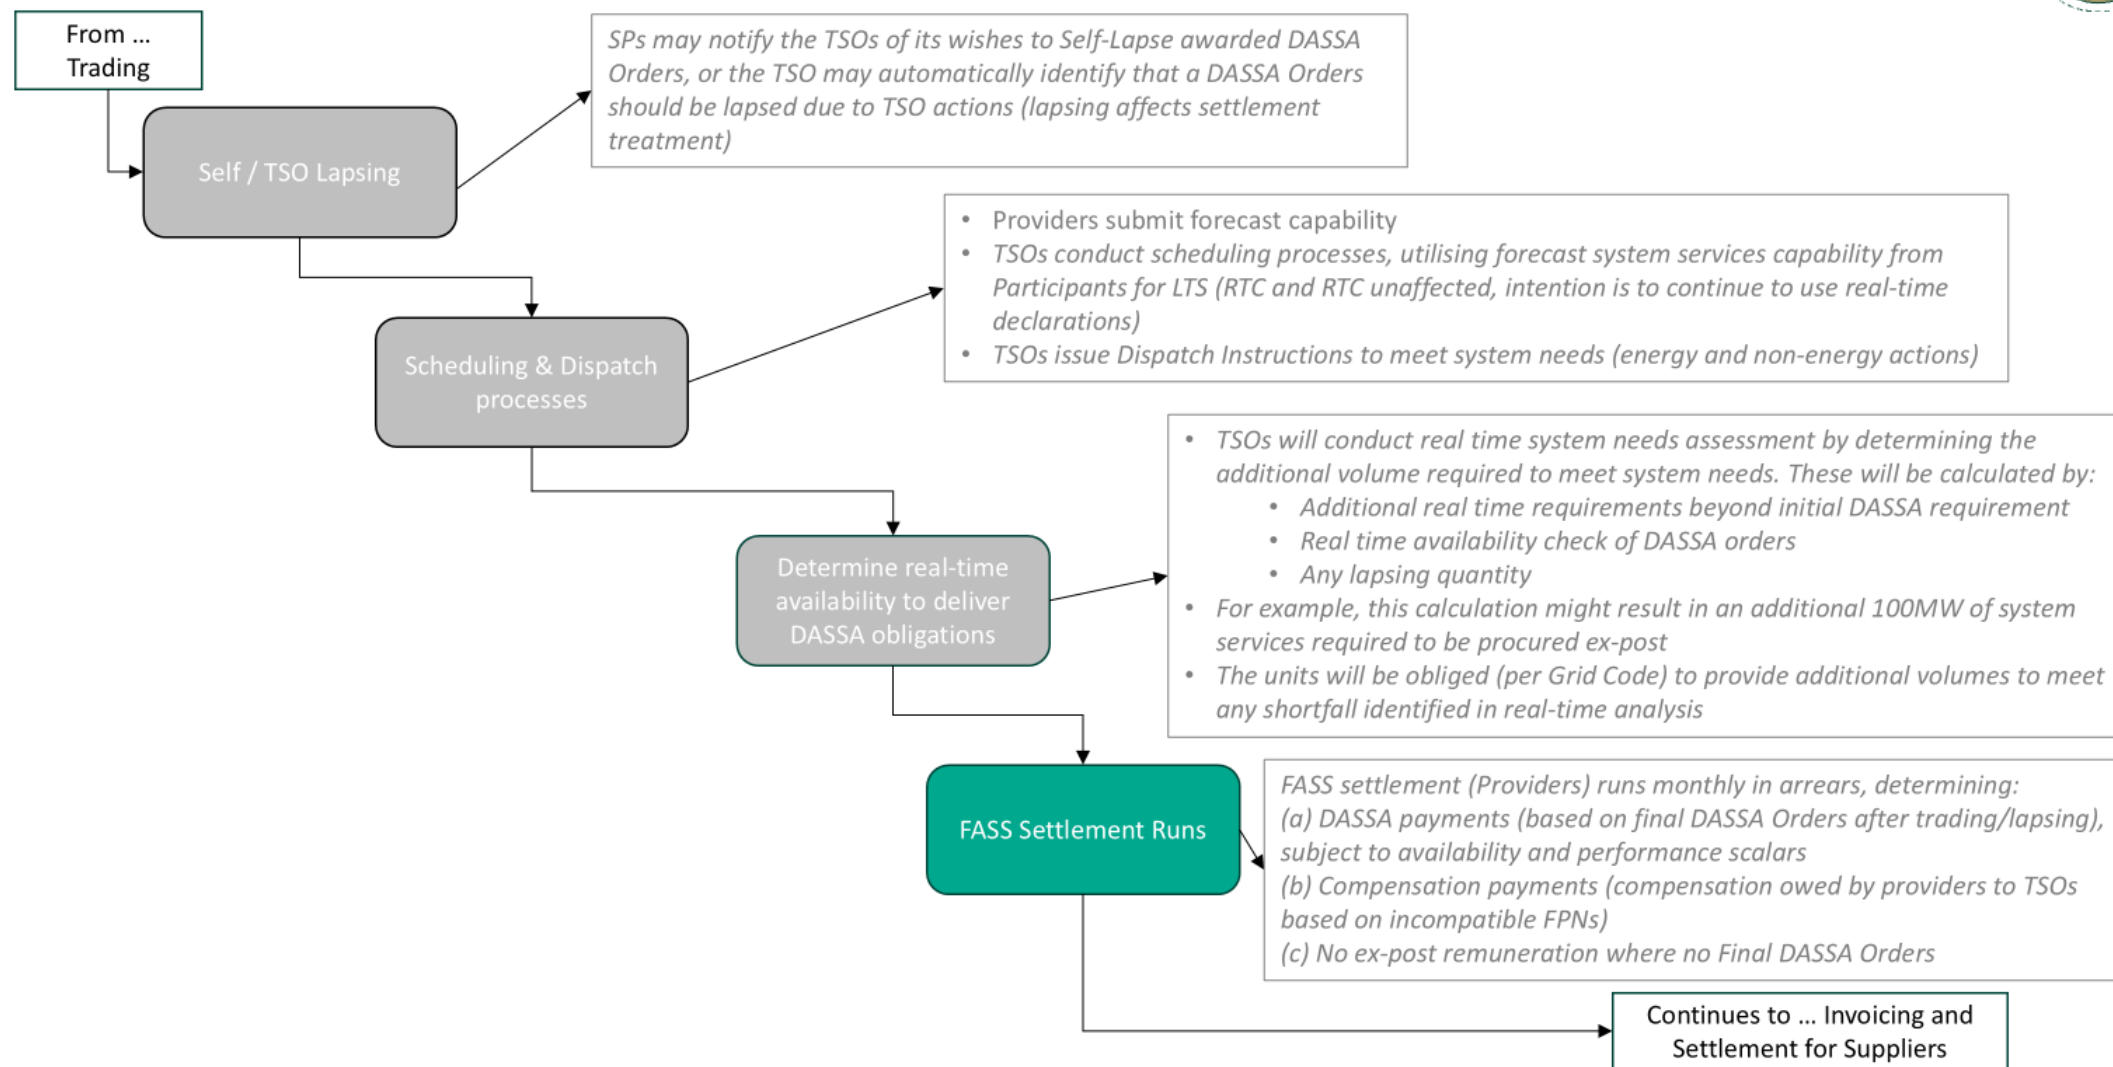 From ...
Trading
SPs may notify the TSOs of its wishes to Self-Lapse awarded DASSA
Orders, or the TSO may automatically identify that a DASSA Orders
should be lapsed due to TSO actions (lapsing affects settlement
treatment)
Self / TSO Lapsing
• Providers submit forecast capability
• TSOs conduct scheduling processes, utilising forecast system services capability from
Participants for LTS (RTC and RTC unaffected, intention is to continue to use real-time
declarations)
• TSOs issue Dispatch Instructions to meet system needs (energy and non-energy actions)
Scheduling & Dispatch
processes
• TSOs will conduct real time system needs assessment by determining the
additional volume required to meet system needs. These will be calculated by:
• Additional real time requirements beyond initial DASSA requirement
• Real time availability check of DASSA orders
• Any lapsing quantity
• For example, this calculation might result in an additional 100MW of system
services required to be procured ex-post
• The units will be obliged (per Grid Code) to provide additional volumes to meet
any shortfall identified in real-time analysis
Determine real-time
availability to deliver
DASSA obligations
FASS Settlement Runs
FASS settlement (Providers) runs monthly in arrears, determining:
(a) DASSA payments (based on final DASSA Orders after trading/lapsing),
subject to availability and performance scalars
(b) Compensation payments (compensation owed by providers to TSOs
based on incompatible FPNs)
(c) No ex-post remuneration where no Final DASSA Orders
Continues to ... Invoicing and
Settlement for Suppliers